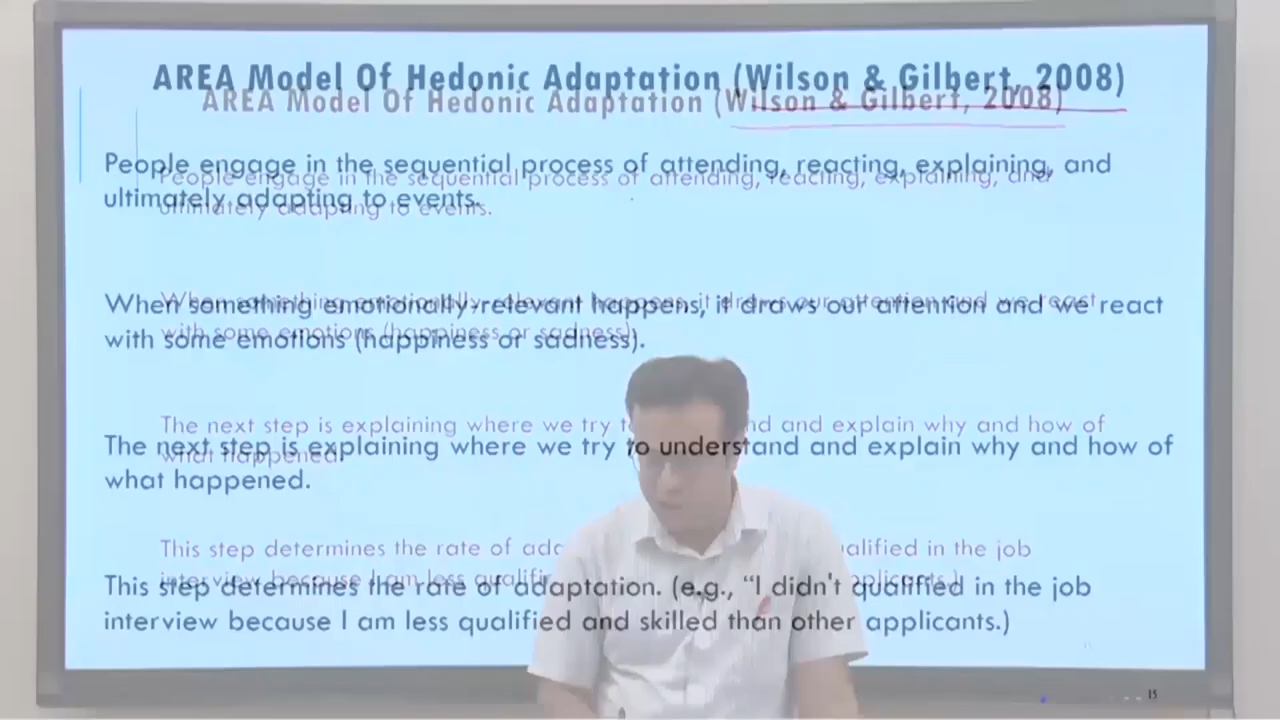 AREA Model Of Hedonic Adaptation (Wilson & Gilbert, 2008)
People engage in the sequential process of attending, reacting, explaining, and
ultimately adapting to events.
When something emotionally-relevant happens, it draws our attention and we react
with some emotions (happiness or sadness).
The next step is explaining where we try to understand and explain why and how of
what happened.
This step determines the rate of adaptation. (e.g., “I didn't qualified in the job
interview because I am less qualified and skilled than other applicants.)
15